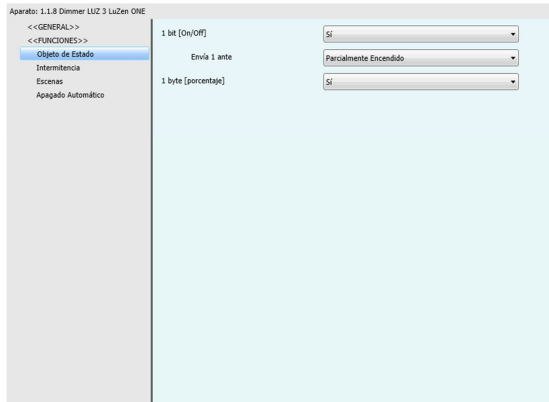 Aparato: 1.1.8 Dimmer LUZ 3 LuZen ONE
<<GENERAL>>
<<FUNCIONES>>
Objeto de Estado
Intermitencia
Escenas
Apagado Automático
1 bit [On/Off]
Sí
Envía 1 ante
Parcialmente Encendido
1 byte [porcentaje]
Sí